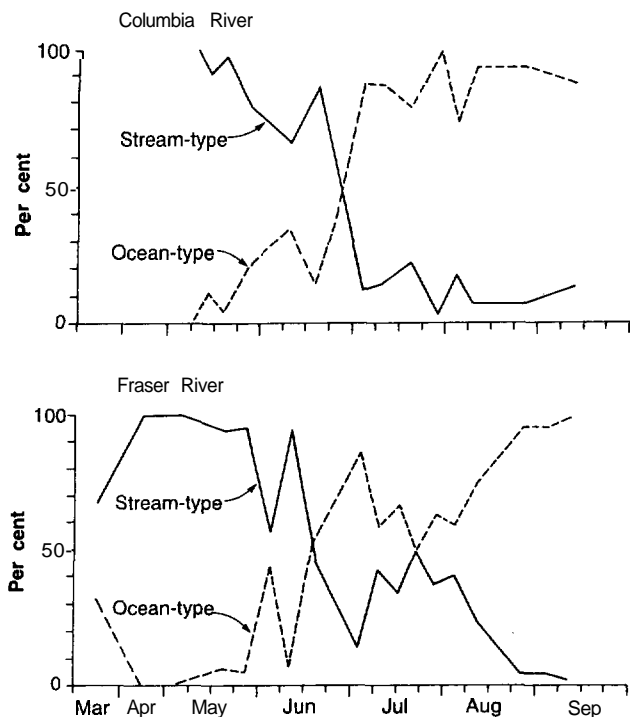 Columbia River
100
Stream-type
50
Per cent
Ocean-type
0
Fraser River
100
Stream-type
50
Per cent
Ocean-type
0
Mar Apr May Jun Jul Aug Sep